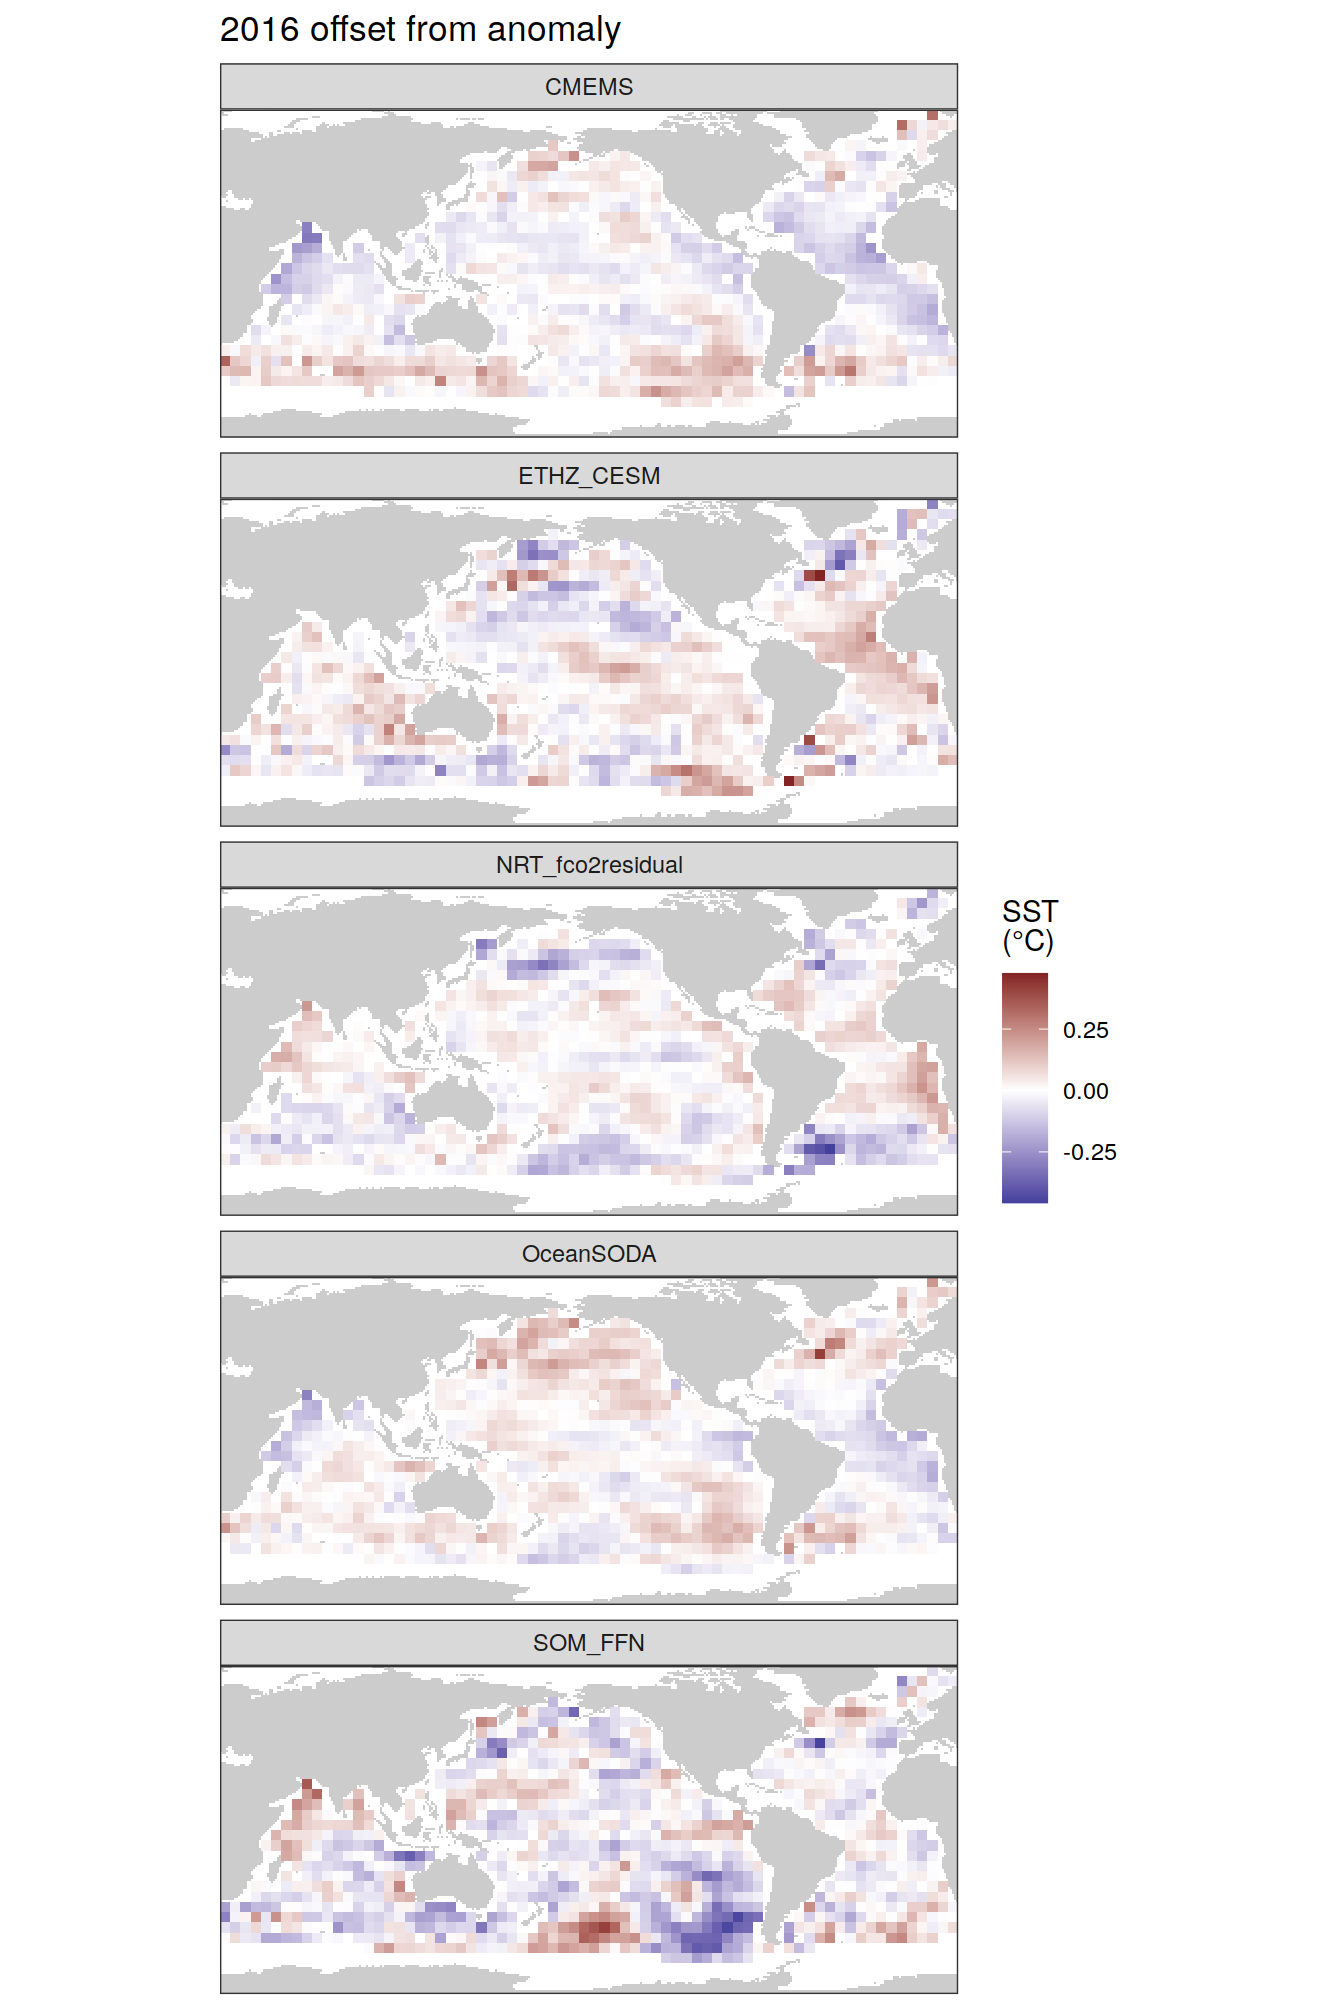 2016 offset from anomaly
CMEMS
ETHZ_CESM
NRT_fco2residual
SST
(°C)
0.25
0.00
-0.25
OceanSODA
SOM_FFN